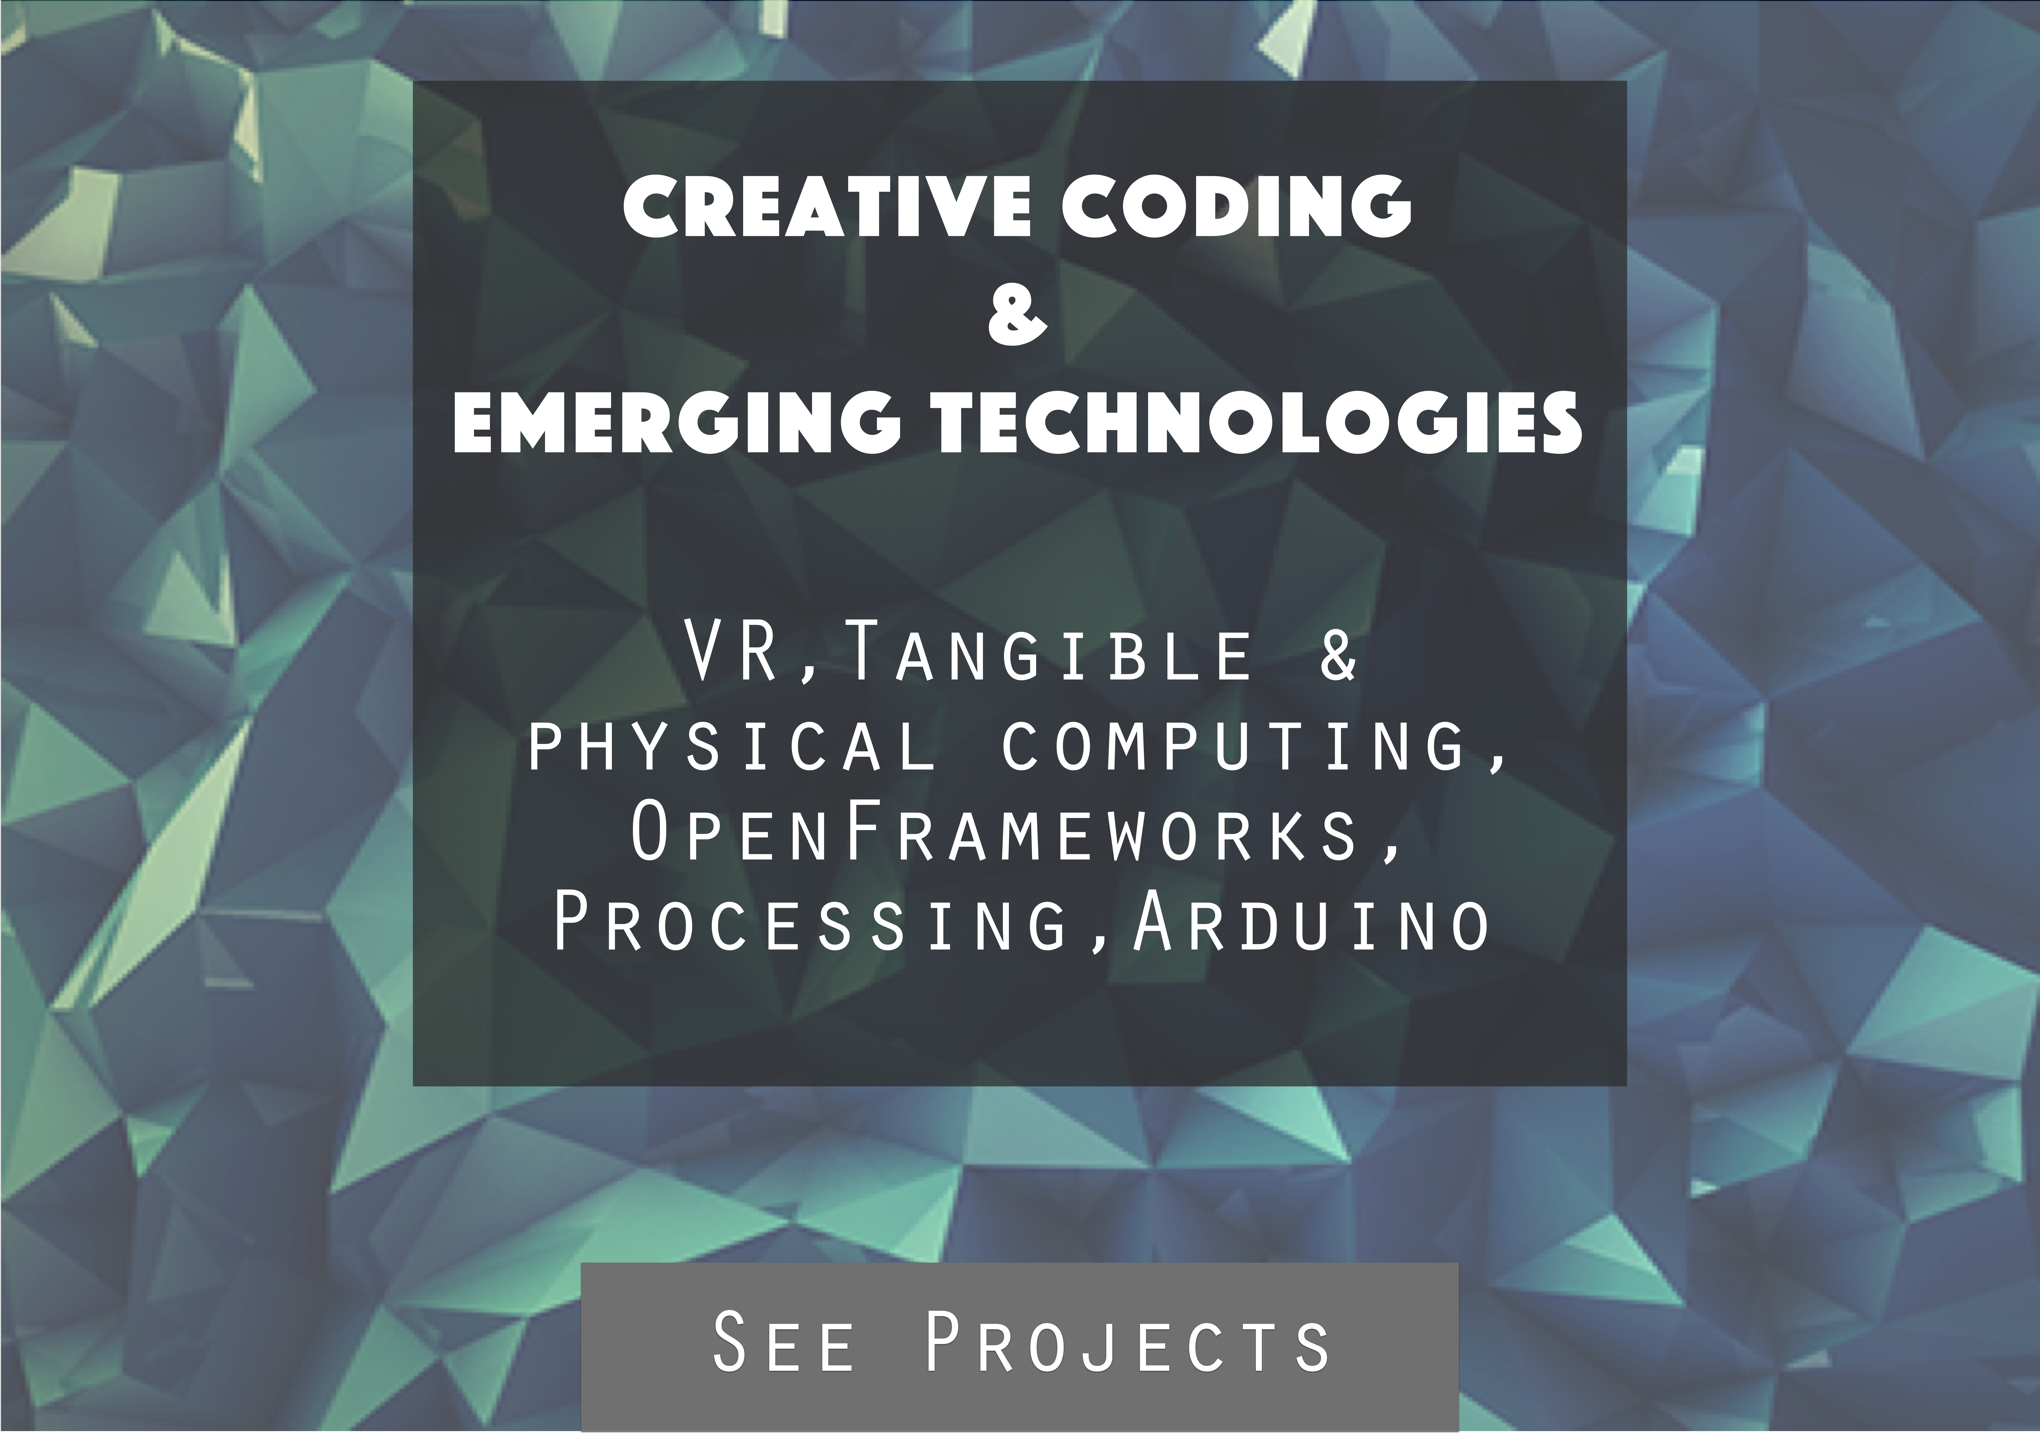 CREATIVE CODING
&
EMERGING TECHNOLOGIES
VR,Tangible &
physical computing,
OpenFrameworks,
Processing,Arduino
See Projects